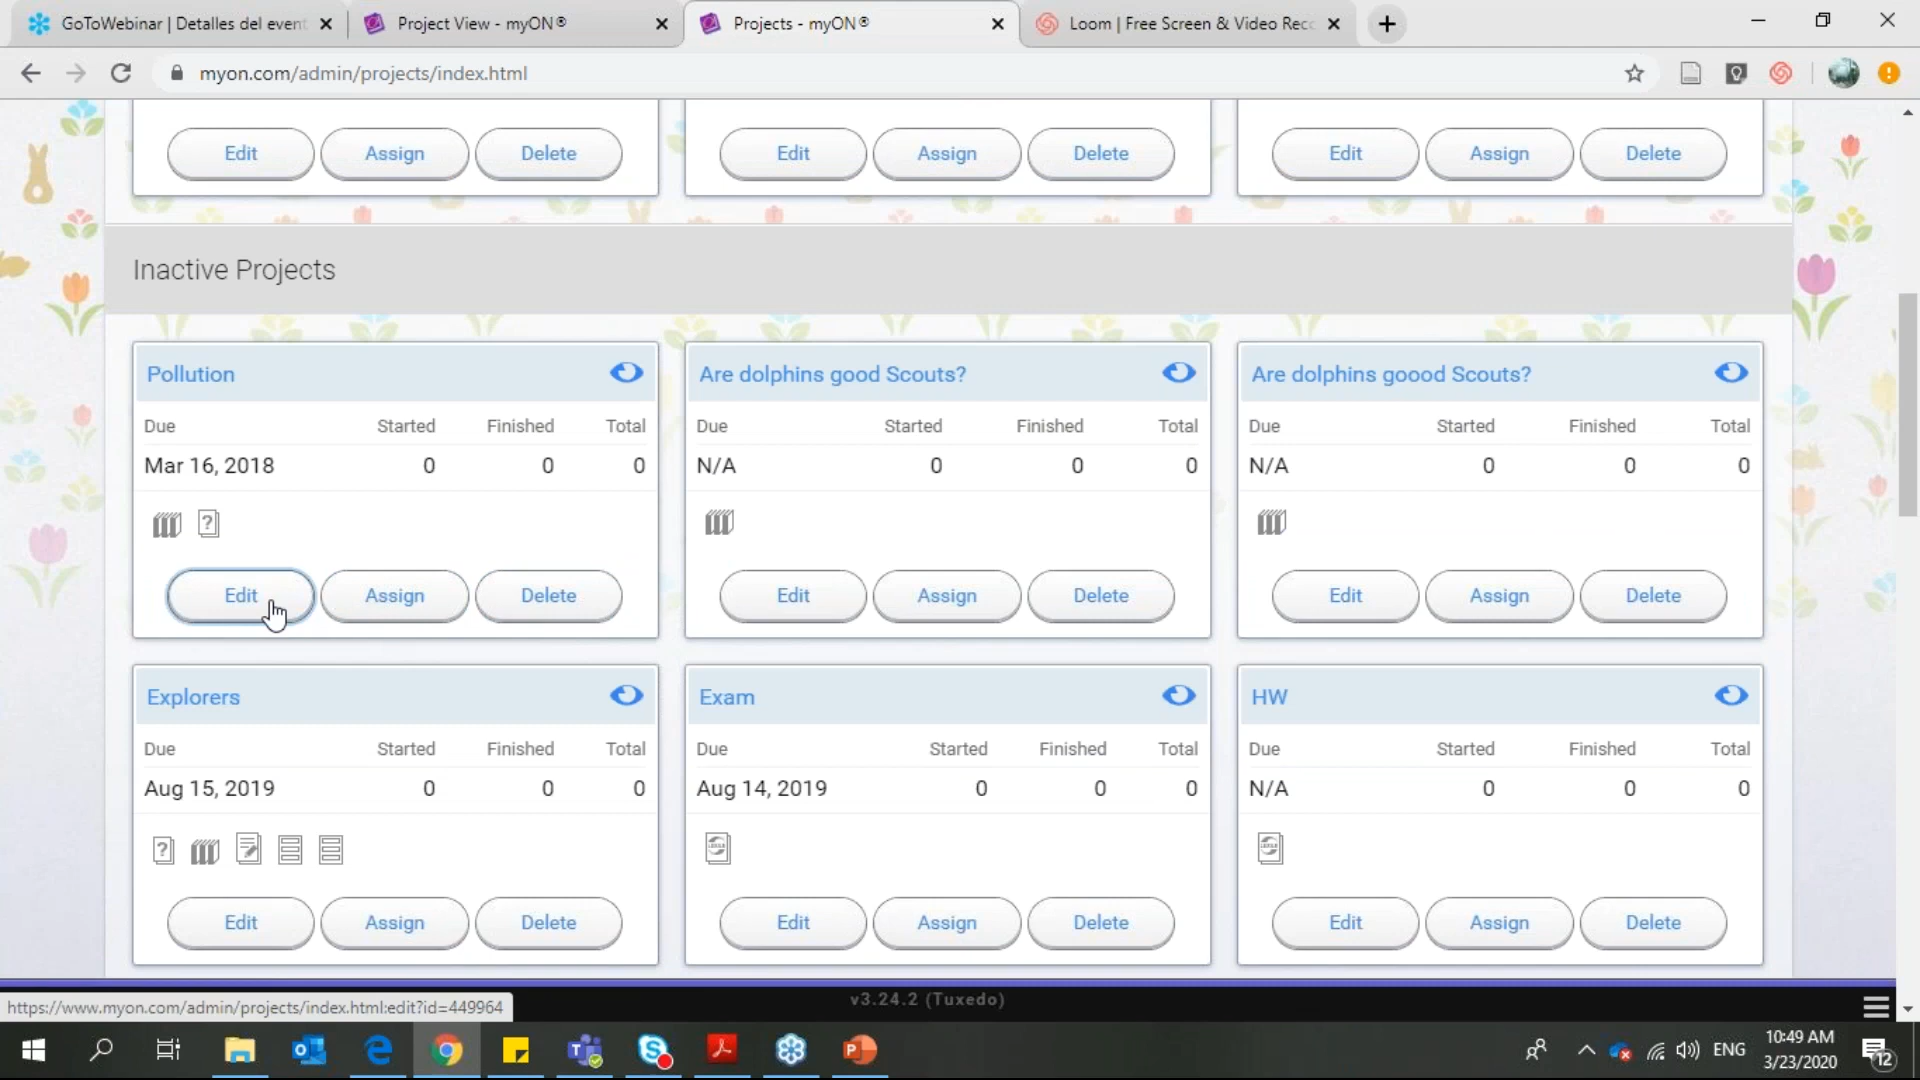 GoToWebinar | Detalles del even
Project View - myON®
Projects - myON®
Loom | Free Screen & Video Rec
myon.com/admin/projects/index.html
Edit Assign Delete Edit Assign Delete Edit Assign Delete
Inactive Projects
Pollution
Due Started Finished Total
Mar 16, 2018 0 0 0
Edit Assign Delete
Are dolphins good Scouts?
Due Started Finished Total
N/A 0 0 0
Edit Assign Delete
Are dolphins goood Scouts?
Due Started Finished Total
N/A 0 0 0
Edit Assign Delete
Explorers
Due Started Finished Total
Aug 15, 2019 0 0 0
Edit Assign Delete
Exam
Due Started Finished Total
Aug 14, 2019 0 0 0
Edit Assign Delete
HW
Due Started Finished Total
N/A 0 0 0
Edit Assign Delete
https://www.myon.com/admin/projects/index.html:edit?id=449964
v3.24.2 (Tuxedo)
ENG
10:49 AM
3/23/2020
12